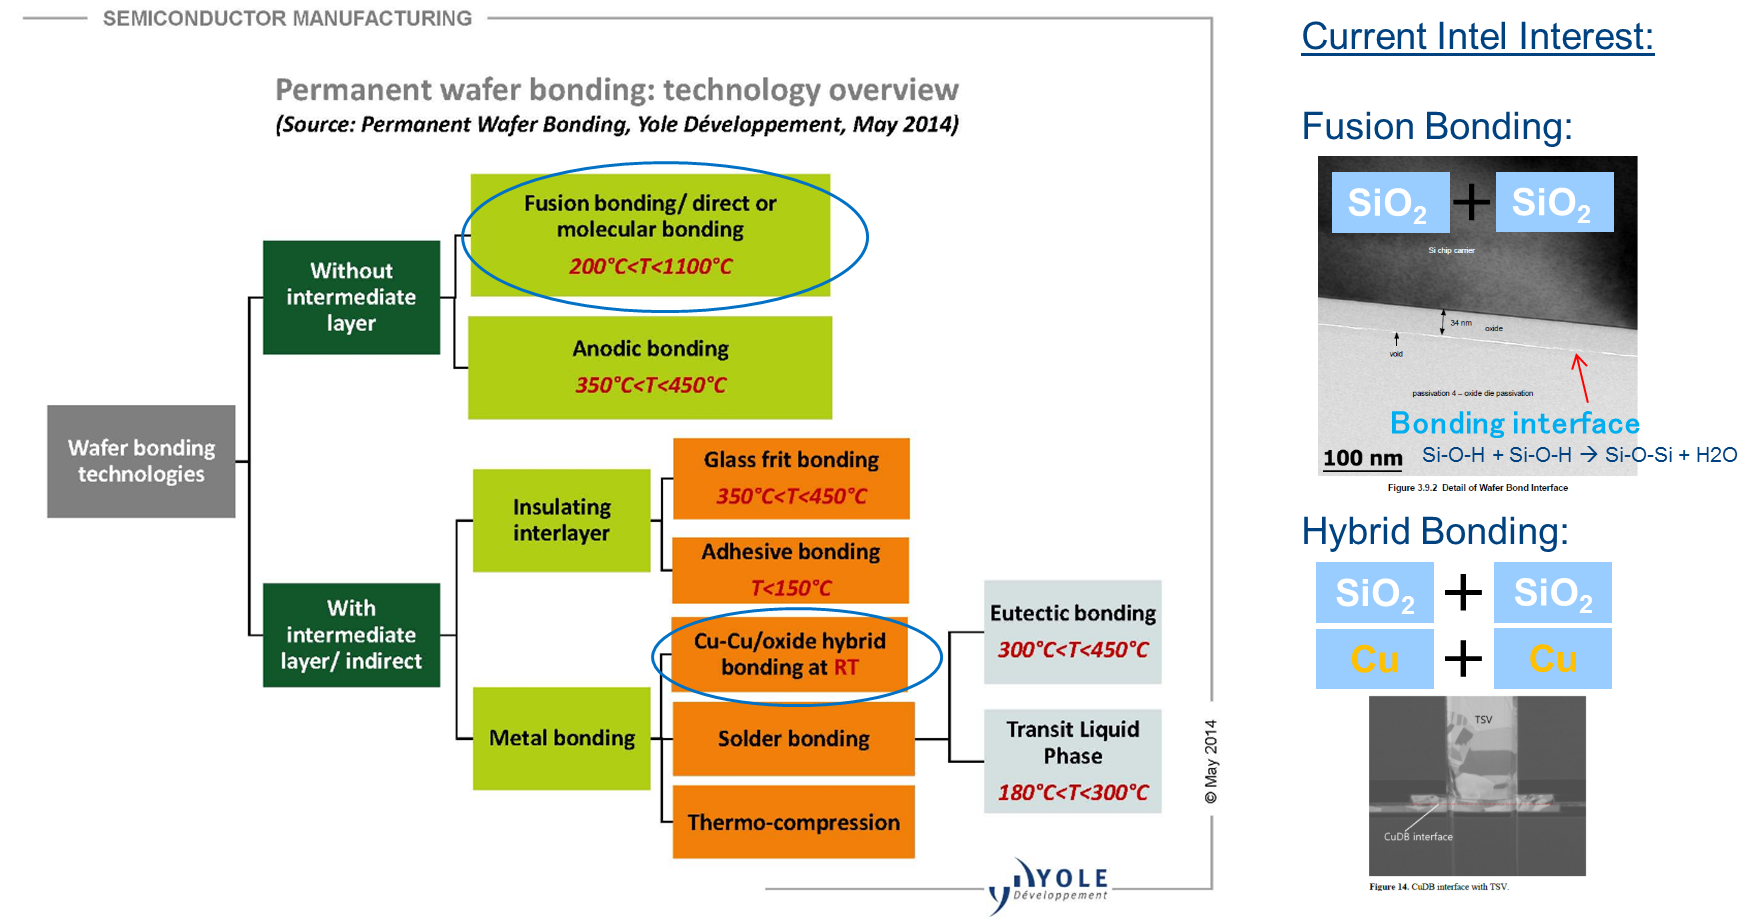 SEMICONDUCTOR MANUFACTURING
Permanent wafer bonding: technology overview
(Source: Permanent Wafer Bonding, Yole Développement, May 2014)
Wafer bonding
technologies
Without
intermediate
layer
Fusion bonding/ direct or
molecular bonding
200°C<T<1100°C
Anodic bonding
350°C<T<450°C
With
intermediate
layer/ indirect
Insulating
interlayer
Glass frit bonding
350°C<T<450°C
Adhesive bonding
T<150°C
Metal bonding
Cu-Cu/oxide hybrid
bonding at RT
Solder bonding
Thermo-compression
Eutectic bonding
300°C<T<450°C
Transit Liquid
Phase
180°C<T<300°C
© May 2014
YOLE
Développement
Current Intel Interest:
Fusion Bonding:
SiO2 + SiO2
Si chip carrier
34 nm oxide
void
passivation 4 – oxide die passivation
Bonding interface
100 nm
Si-O-H + Si-O-H → Si-O-Si + H2O
Figure 3.9.2 Detail of Wafer Bond Interface
Hybrid Bonding:
SiO2 + SiO2
Cu + Cu
TSV
CuDB interface
Figure 14. CuDB interface with TSV.